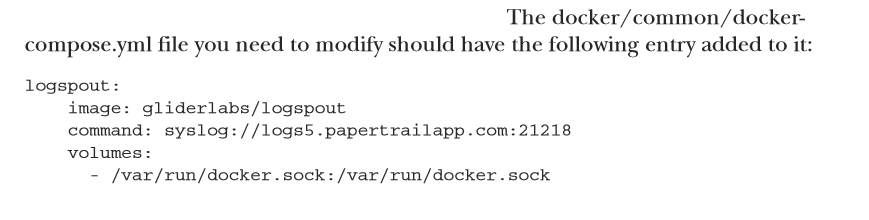 The docker/common/docker-
compose.yml file you need to modify should have the following entry added to it:
logspout:
    image: gliderlabs/logspout
    command: syslog://logs5.papertrailapp.com:21218
    volumes:
      - /var/run/docker.sock:/var/run/docker.sock